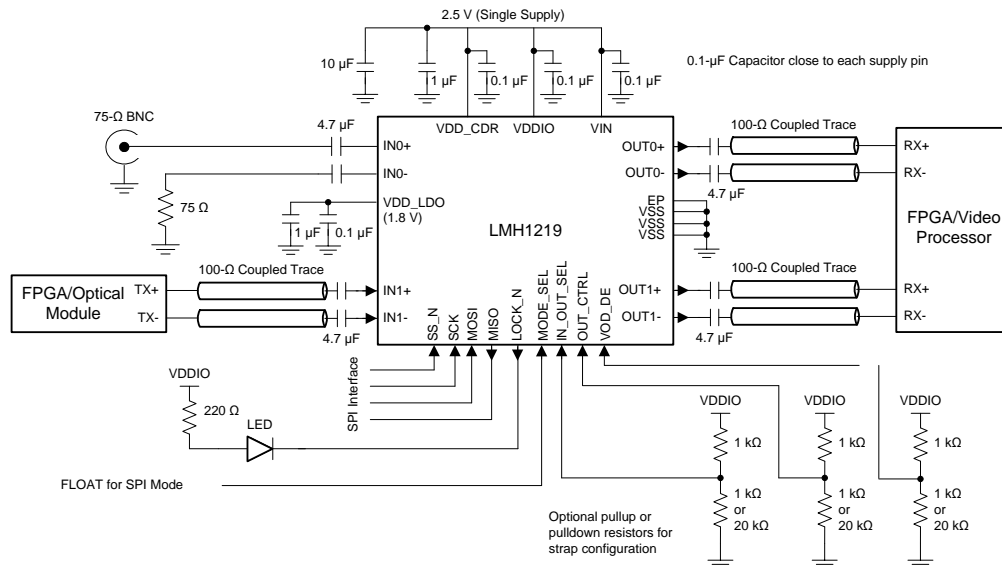 2.5 V (Single Supply)
10 µF
1 µF
0.1 µF
0.1 µF
0.1 µF
0.1-µF Capacitor close to each supply pin
75-Ω BNC
4.7 µF
VDD_CDR
VDDIO
VIN
100-Ω Coupled Trace
IN0+
OUT0+
RX+
IN0-
OUT0-
RX-
4.7 µF
75 Ω
VDD_LDO
(1.8 V)
EP
VSS
VSS
VSS
1 µF
0.1 µF
LMH1219
FPGA/Video
Processor
100-Ω Coupled Trace
100-Ω Coupled Trace
FPGA/Optical
Module
TX+
TX-
IN1+
IN1-
4.7 µF
OUT1+
OUT1-
4.7 µF
RX+
RX-
SS_N
SCK
MOSI
MISO
LOCK_N
MODE_SEL
IN_OUT_SEL
OUT_CTRL
VOD_DE
SPI Interface
VDDIO
220 Ω
LED
FLOAT for SPI Mode
VDDIO
VDDIO
VDDIO
1 kΩ
1 kΩ
1 kΩ
1 kΩ
or
20 kΩ
1 kΩ
or
20 kΩ
1 kΩ
or
20 kΩ
Optional pullup or
pulldown resistors for
strap configuration